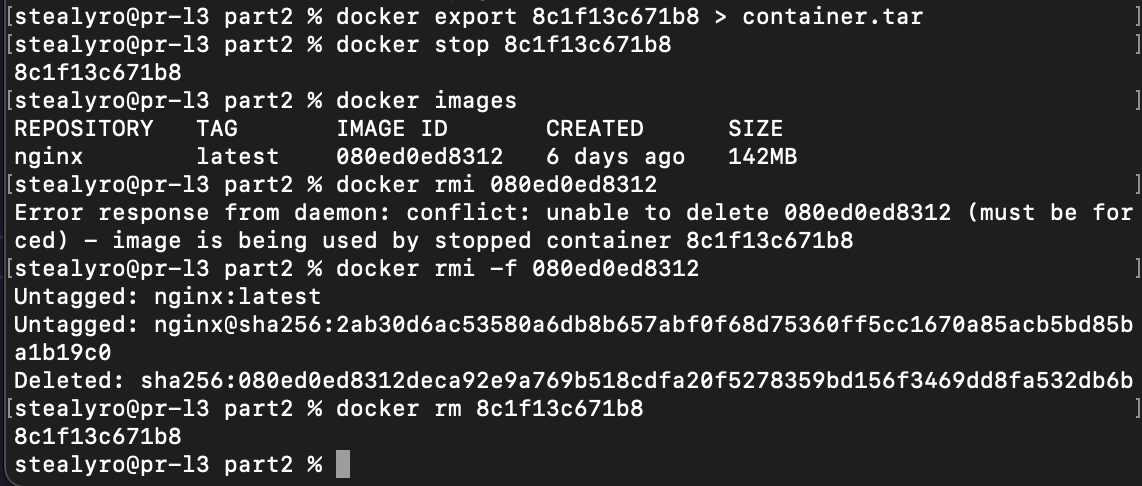 [stealyro@pr-l3 part2 % docker export 8c1f13c671b8 > container.tar ]
[stealyro@pr-l3 part2 % docker stop 8c1f13c671b8 ]
8c1f13c671b8
[stealyro@pr-l3 part2 % docker images ]
REPOSITORY   TAG       IMAGE ID       CREATED      SIZE
nginx        latest    080ed0ed8312   6 days ago   142MB
[stealyro@pr-l3 part2 % docker rmi 080ed0ed8312 ]
Error response from daemon: conflict: unable to delete 080ed0ed8312 (must be for
ced) - image is being used by stopped container 8c1f13c671b8
[stealyro@pr-l3 part2 % docker rmi -f 080ed0ed8312 ]
Untagged: nginx:latest
Untagged: nginx@sha256:2ab30d6ac53580a6db8b657abf0f68d75360ff5cc1670a85acb5bd85b
a1b19c0
Deleted: sha256:080ed0ed8312deca92e9a769b518cdfa20f5278359bd156f3469dd8fa532db6b
[stealyro@pr-l3 part2 % docker rm 8c1f13c671b8 ]
8c1f13c671b8
stealyro@pr-l3 part2 %